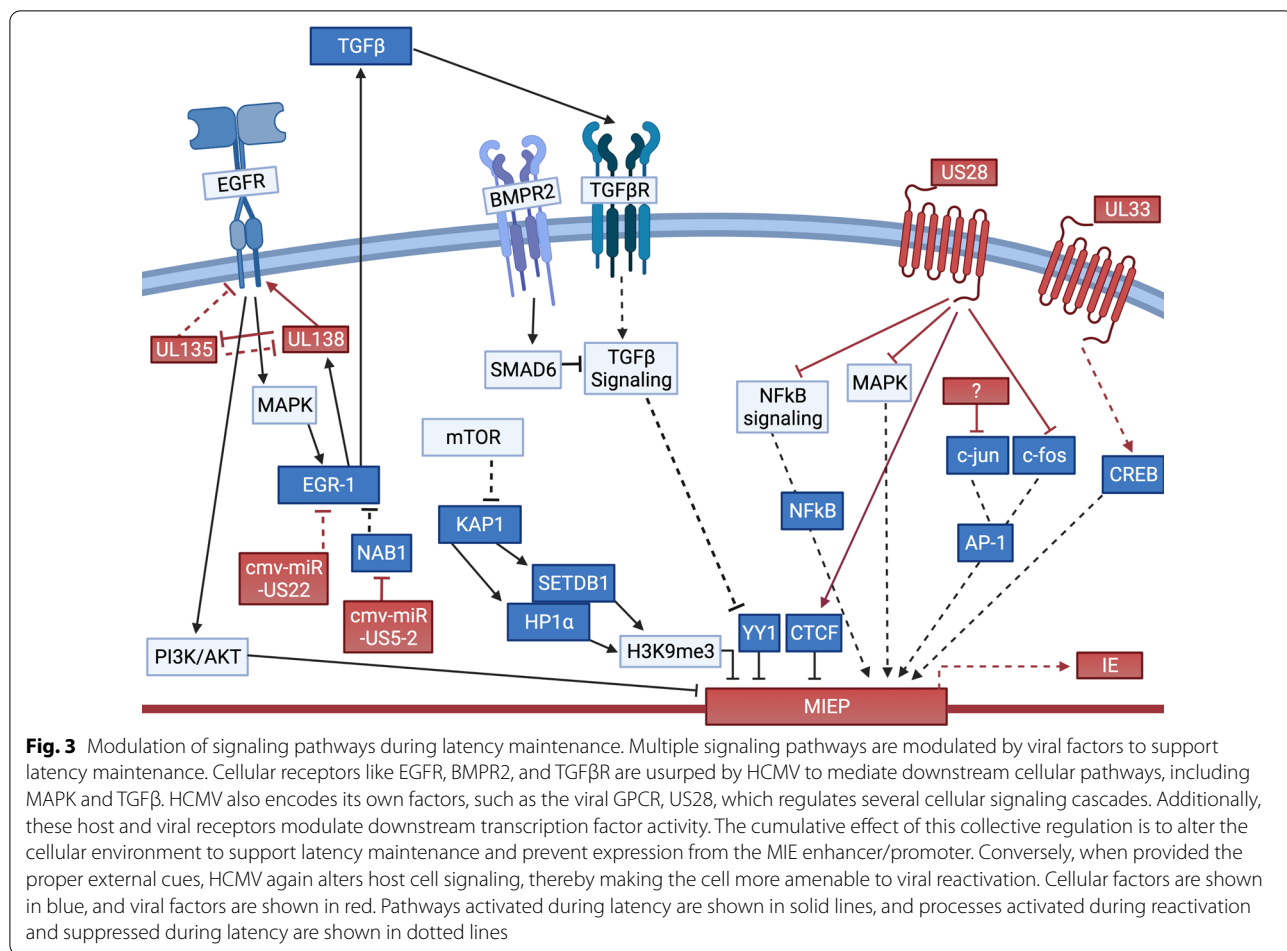 TGFβ
EGFR
BMPR2
TGFβR
US28
UL33
UL135
UL138
SMAD6
TGFβ
Signaling
NFkB
signaling
MAPK
?
MAPK
mTOR
c-jun
c-fos
CREB
EGR-1
KAP1
NFkB
NAB1
AP-1
cmv-miR
-US22
SETDB1
cmv-miR
-US5-2
HP1α
YY1
CTCF
PI3K/AKT
H3K9me3
IE
MIEP
Fig. 3 Modulation of signaling pathways during latency maintenance. Multiple signaling pathways are modulated by viral factors to support
latency maintenance. Cellular receptors like EGFR, BMPR2, and TGFβR are usurped by HCMV to mediate downstream cellular pathways, including
MAPK and TGFβ. HCMV also encodes its own factors, such as the viral GPCR, US28, which regulates several cellular signaling cascades. Additionally,
these host and viral receptors modulate downstream transcription factor activity. The cumulative effect of this collective regulation is to alter the
cellular environment to support latency maintenance and prevent expression from the MIE enhancer/promoter. Conversely, when provided the
proper external cues, HCMV again alters host cell signaling, thereby making the cell more amenable to viral reactivation. Cellular factors are shown
in blue, and viral factors are shown in red. Pathways activated during latency are shown in solid lines, and processes activated during reactivation
and suppressed during latency are shown in dotted lines